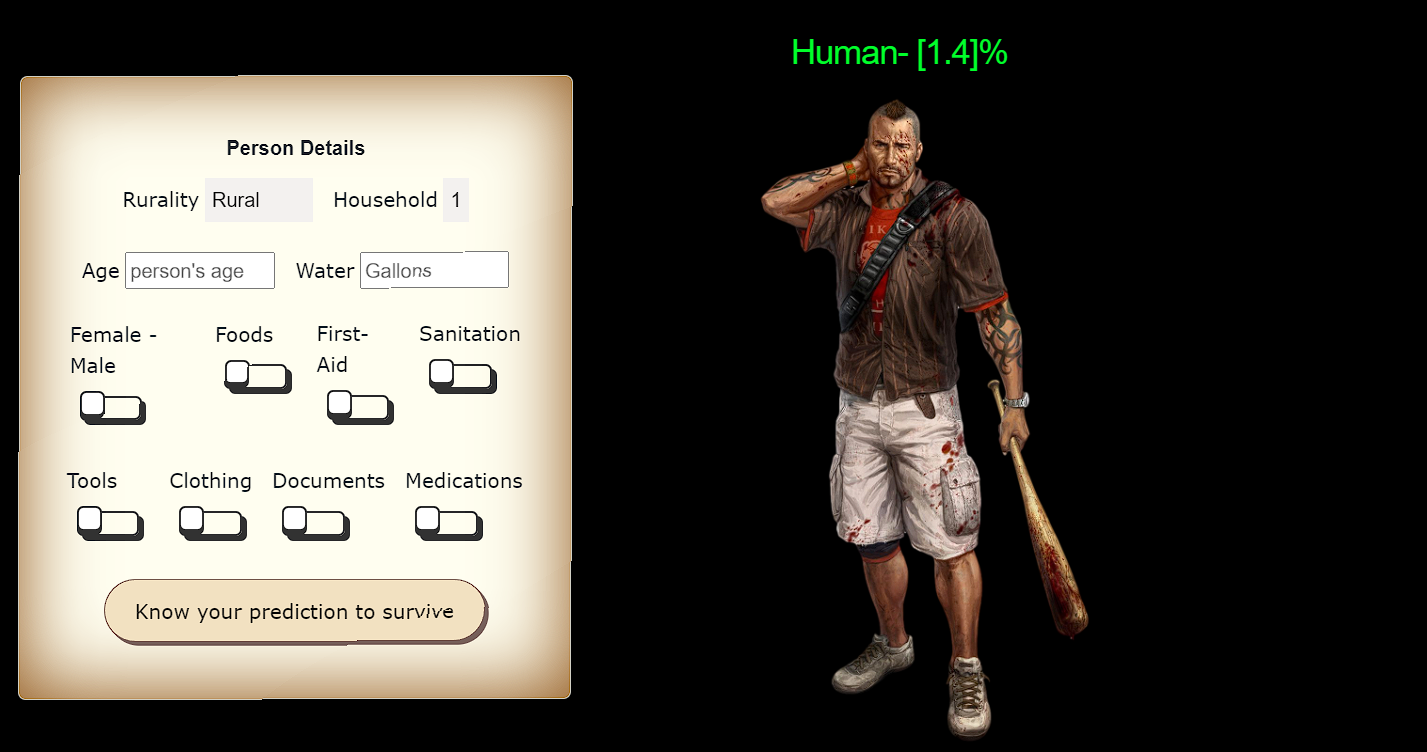 Human- [1.4]%
Person Details
Rurality Rural Household 1
Age person's age Water Gallons
Female - Foods First- Sanitation
Male Aid
Tools Clothing Documents Medications
Know your prediction to survive